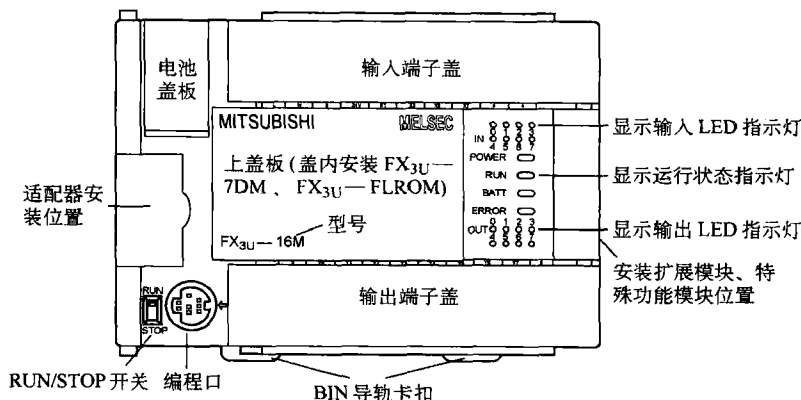 电池
盖板
输入端子盖
MITSUBISHI
MELSEC
上盖板(盖内安装 FX3U—
7DM 、 FX3U—FLROM)
型号
FX3U—16M
0 1 2 3
IN
4 5 6 7
POWER
RUN
BATT
ERROR
0 1 2 3
OUT
4 5 6 7
显示输入 LED 指示灯
显示运行状态指示灯
显示输出 LED 指示灯
安装扩展模块、特
殊功能模块位置
适配器安
装位置
RUN
STOP
输出端子盖
RUN/STOP 开关
编程口
BIN 导轨卡扣